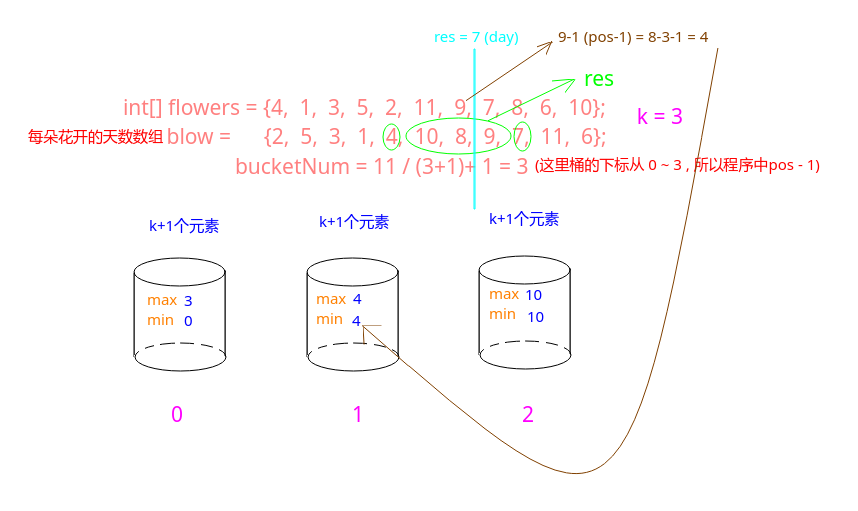 res = 7 (day)
9-1 (pos-1) = 8-3-1 = 4
res
int[] flowers = {4, 1, 3, 5, 2, 11, 9, 7, 8, 6, 10};
k = 3
每朵花开的天数数组 blow = {2, 5, 3, 1, 4, 10, 8, 9, 7, 11, 6};
bucketNum = 11 / (3+1)+ 1 = 3 (这里桶的下标从 0 ~ 3 , 所以程序中pos - 1)
k+1个元素
k+1个元素
k+1个元素
max 3
min 0
max 4
min 4
max 10
min 10
0
1
2